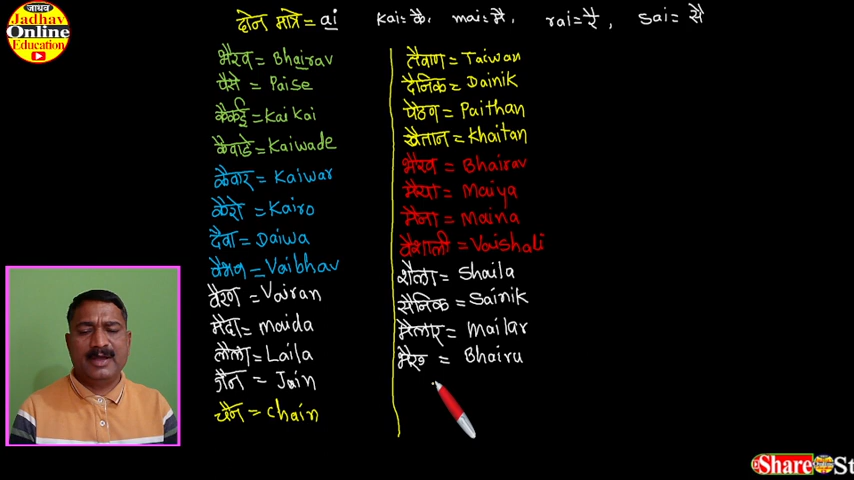 जाधव
Jadhav
Online
Education
दोन मात्रे = ai kai = कै, mai = मै, rai = रै, sai = सै
भैरव = Bhairav
पैसे = Paise
कैकई = Kaikai
कैवाडे = Kaiwade
कैवार = Kaiwar
कैरो = Kairo
दैवा = Daiwa
वैभव = Vaibhav
वैरण = Vairan
मैदा = maida
लैला = Laila
जैन = Jain
चैन = chain
तैवाण = Taiwan
दैनिक = Dainik
पैठण = Paithan
खैतान = Khaitan
भैरव = Bhairav
मैया = Maiya
मैना = Maina
वैशाली = Vaishali
शैला = Shaila
सैनिक = Sainik
मैलार = Mailar
भैरू = Bhairu
Share St